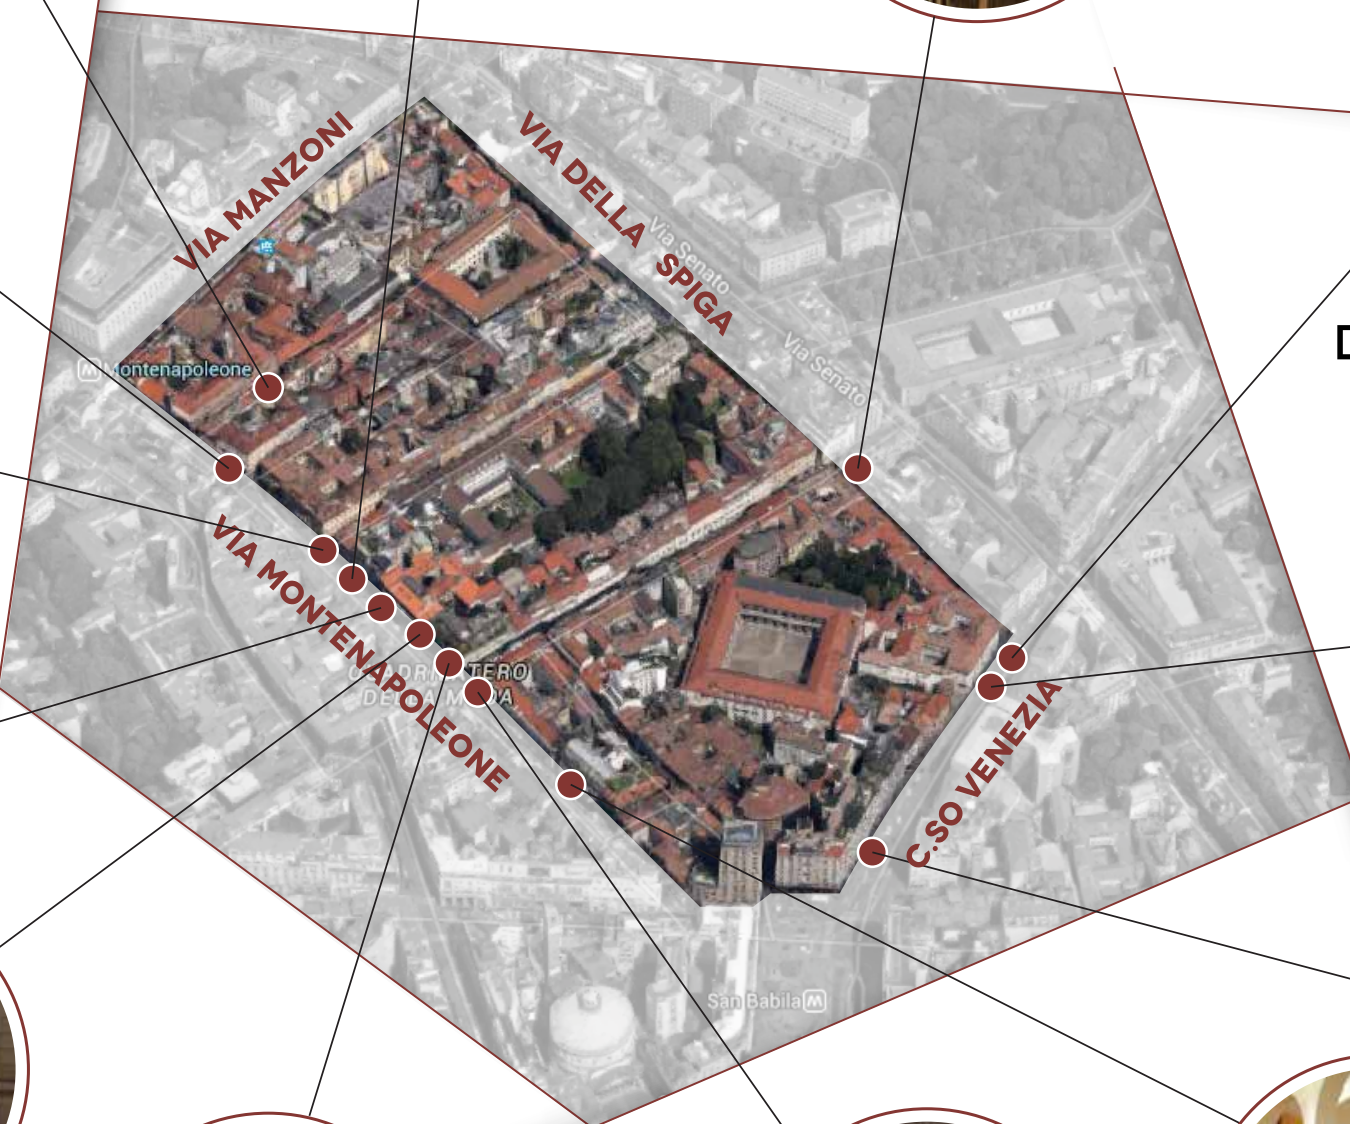 VIA MANZONI
VIA DELLA SPIGA
Via Senato
Via Senato
Montenapoleone
VIA MONTENAPOLEONE
C.SO VENEZIA
San Babila M